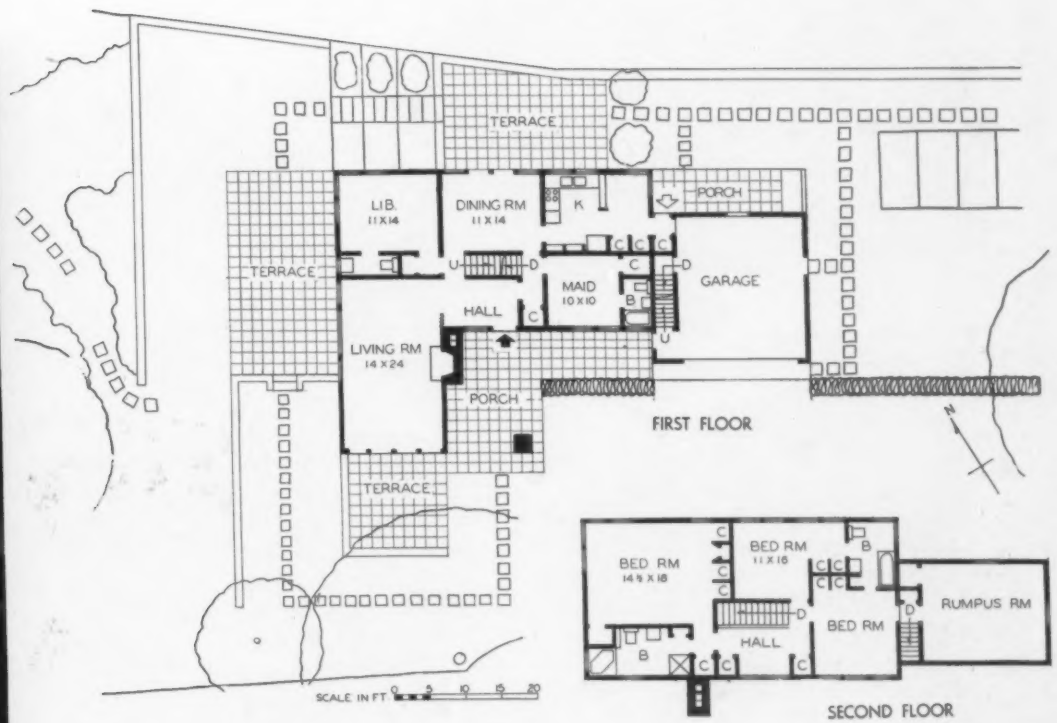 TERRACE
LIB.
11 X 14
DINING RM
11 X 14
K
PORCH
C C C
TERRACE
U D
C
D
GARAGE
MAID
10 X 10
B
HALL
C
U
LIVING RM
14 X 24
PORCH
FIRST FLOOR
N
TERRACE
BED RM
14½ X 18
C
C
C
BED RM
11 X 16
B
C C
C C
D
HALL
BED RM
D
RUMPUS RM
B
C C C
SCALE IN FT. 0 5 10 15 20
SECOND FLOOR